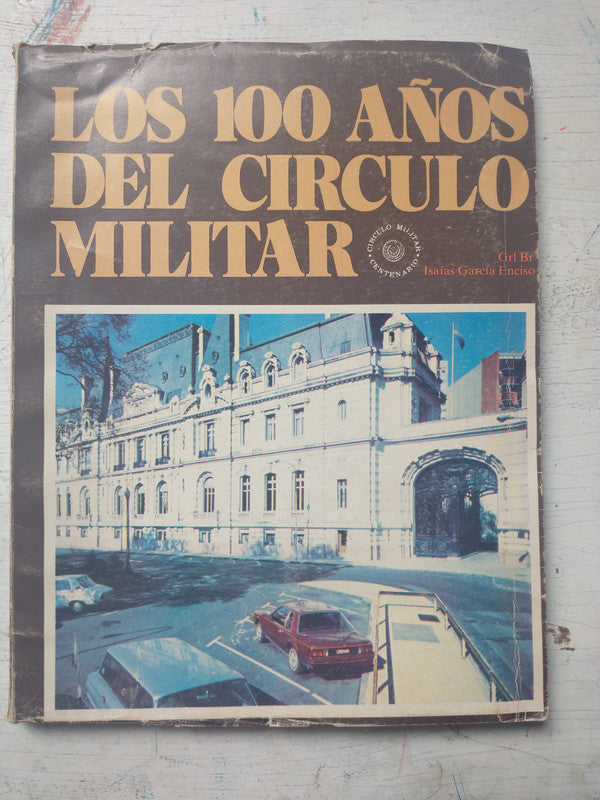 LOS 100 AÑOS
DEL CIRCULO
MILITAR
CIRCULO MILITAR
CENTENARIO
Grl Br
Isaías García Enciso